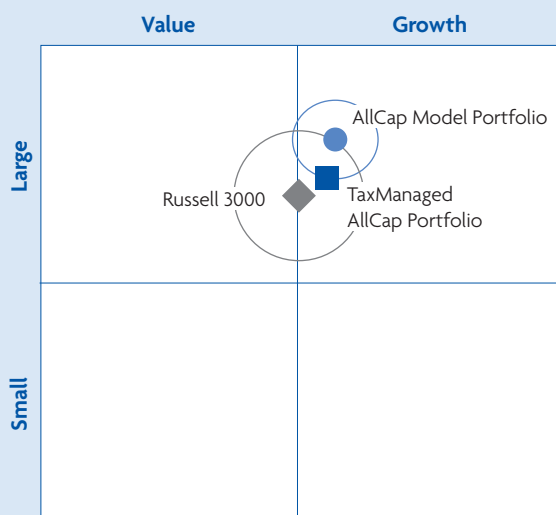 Value
Growth
Large
AllCap Model Portfolio
Russell 3000
TaxManaged
AllCap Portfolio
Small